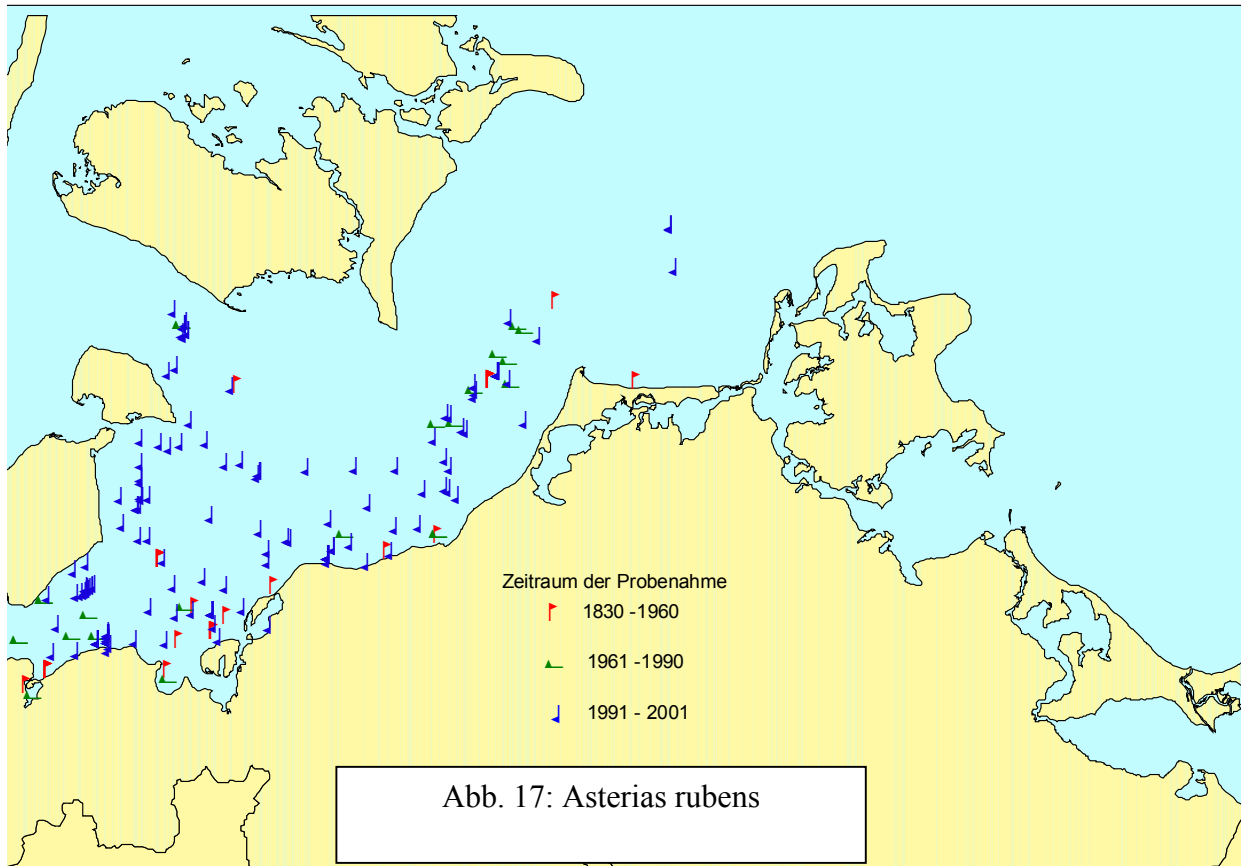 Zeitraum der Probenahme
1830 -1960
1961 -1990
1991 - 2001
Abb. 17: Asterias rubens